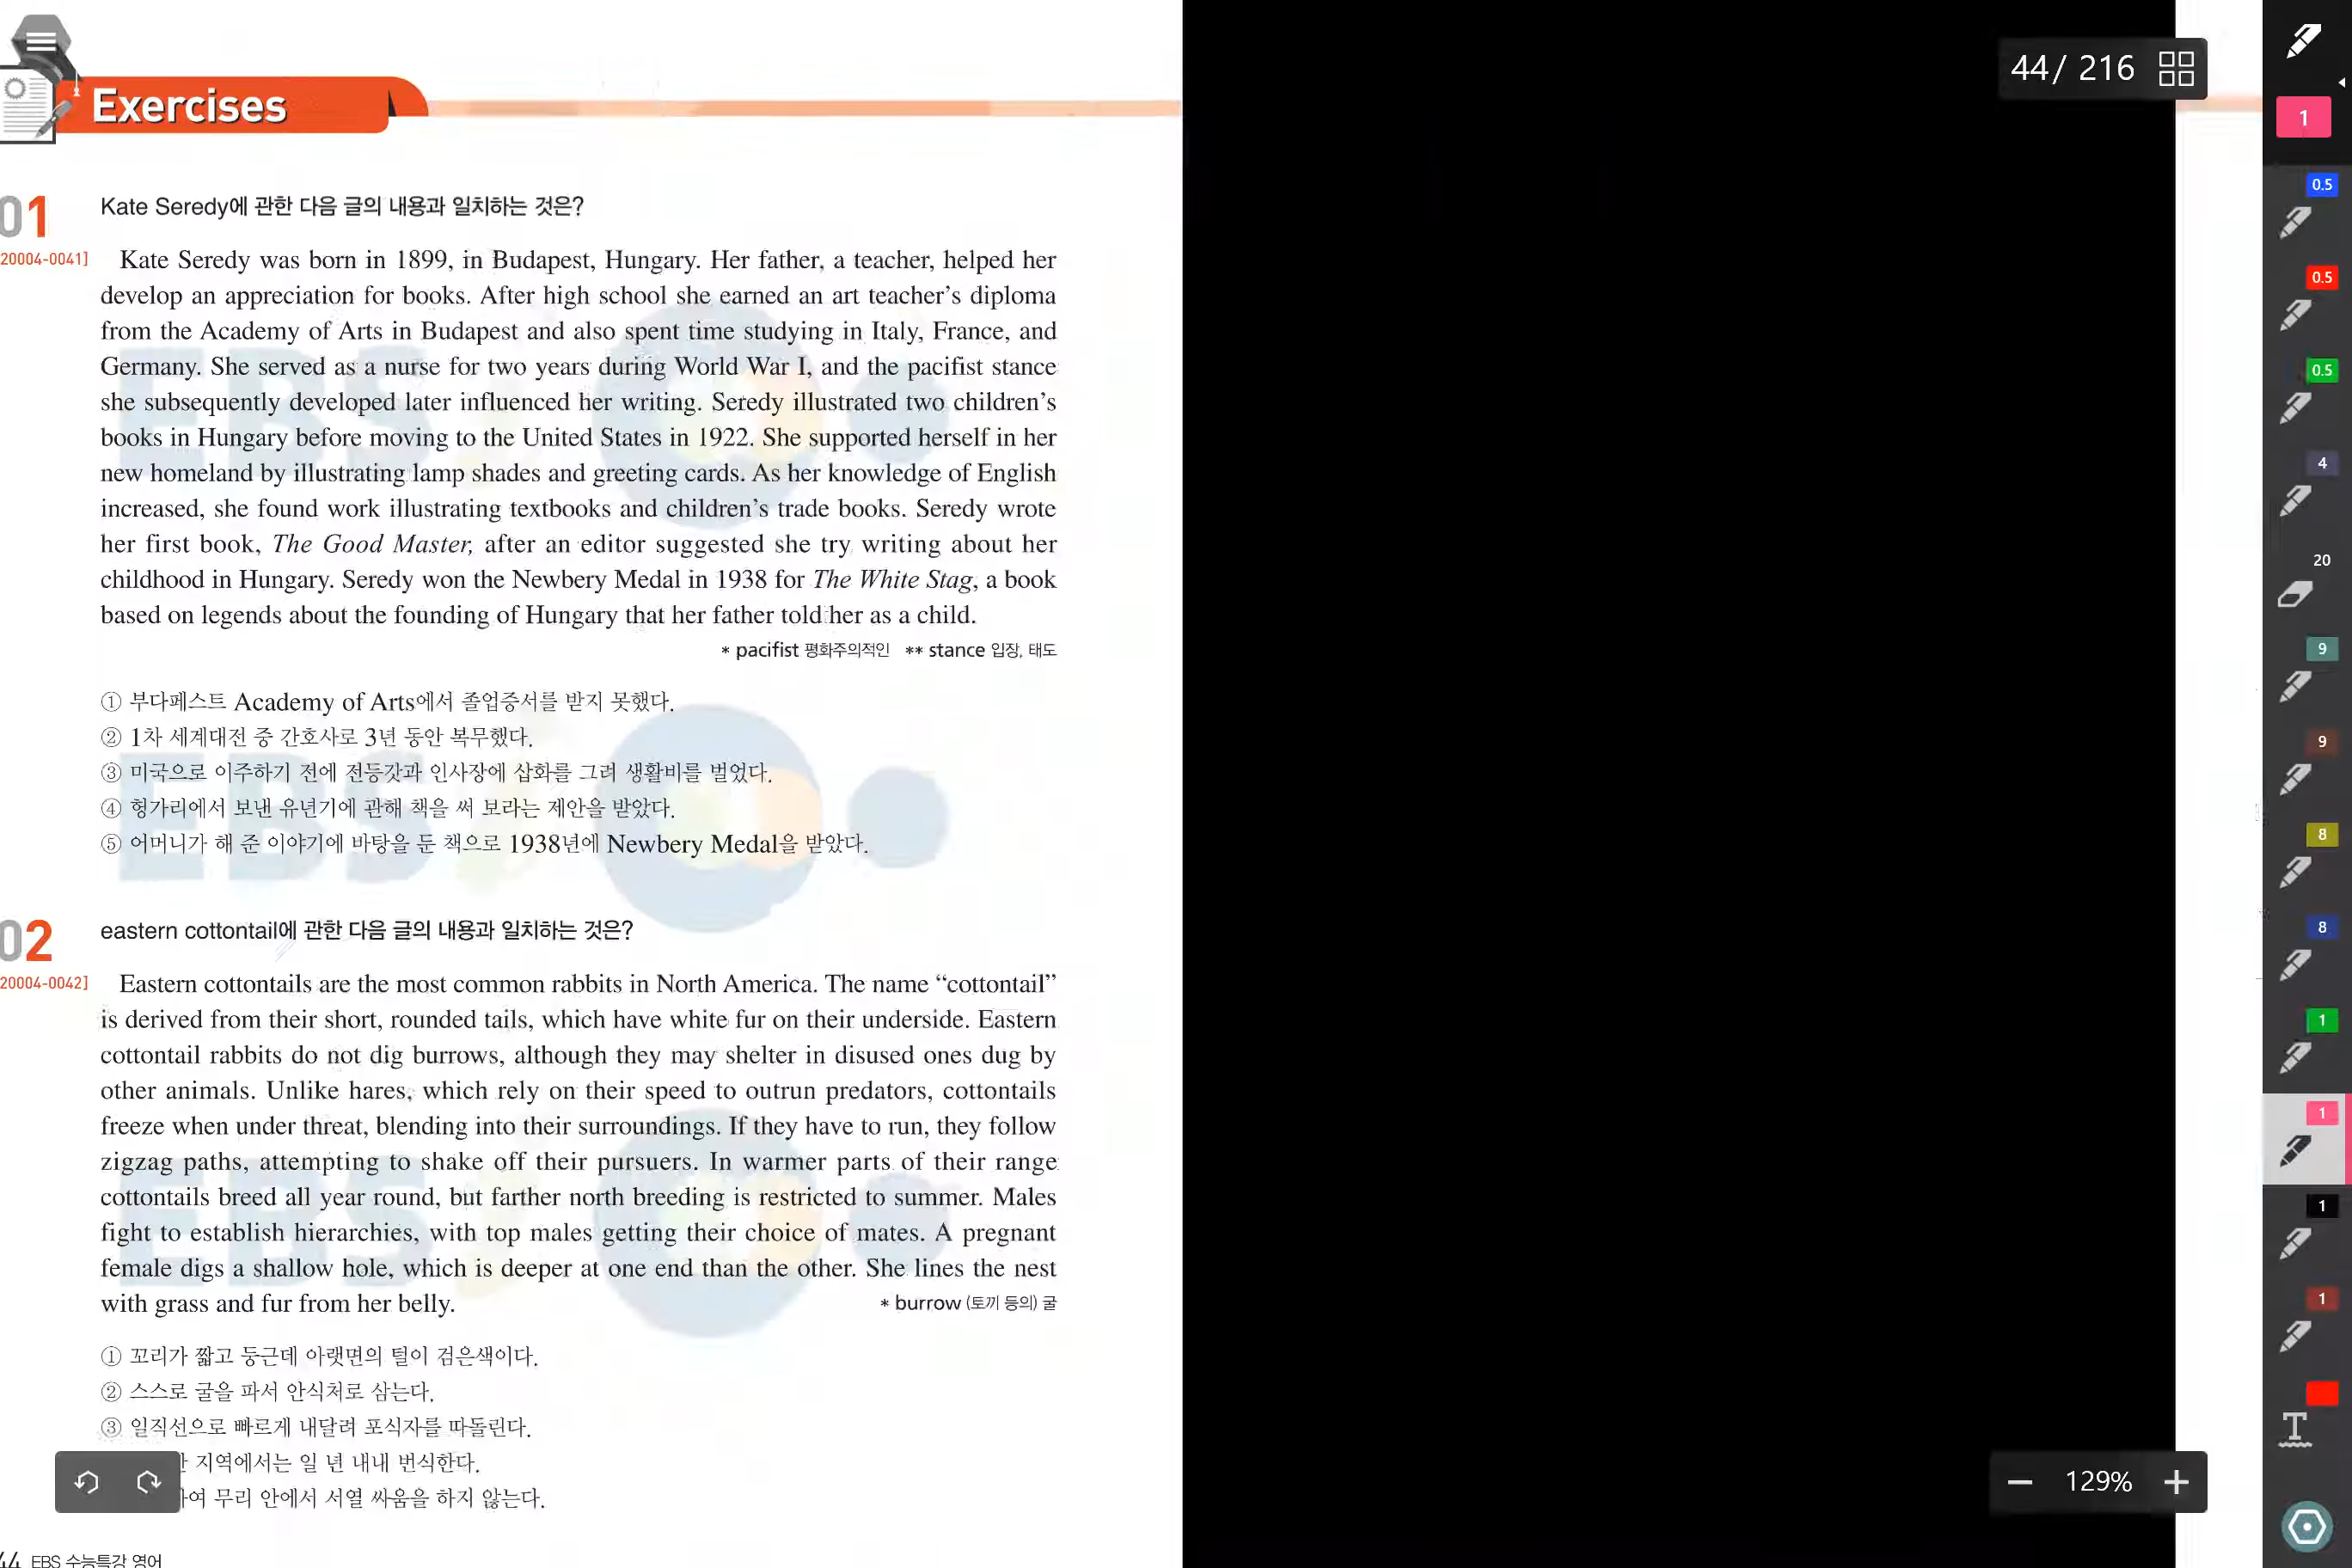 44/ 216
Exercises
1
0.5
0.5
0.5
4
20
9
9
8
8
1
1
1
1
01
Kate Seredy에 관한 다음 글의 내용과 일치하는 것은?
20004-0041]
Kate Seredy was born in 1899, in Budapest, Hungary. Her father, a teacher, helped her
develop an appreciation for books. After high school she earned an art teacher’s diploma
from the Academy of Arts in Budapest and also spent time studying in Italy, France, and
Germany. She served as a nurse for two years during World War I, and the pacifist stance
she subsequently developed later influenced her writing. Seredy illustrated two children’s
books in Hungary before moving to the United States in 1922. She supported herself in her
new homeland by illustrating lamp shades and greeting cards. As her knowledge of English
increased, she found work illustrating textbooks and children’s trade books. Seredy wrote
her first book, The Good Master, after an editor suggested she try writing about her
childhood in Hungary. Seredy won the Newbery Medal in 1938 for The White Stag, a book
based on legends about the founding of Hungary that her father told her as a child.
* pacifist 평화주의적인 ** stance 입장, 태도
① 부다페스트 Academy of Arts에서 졸업증서를 받지 못했다.
② 1차 세계대전 중 간호사로 3년 동안 복무했다.
③ 미국으로 이주하기 전에 전등갓과 인사장에 삽화를 그려 생활비를 벌었다.
④ 헝가리에서 보낸 유년기에 관해 책을 써 보라는 제안을 받았다.
⑤ 어머니가 해 준 이야기에 바탕을 둔 책으로 1938년에 Newbery Medal을 받았다.
02
eastern cottontail에 관한 다음 글의 내용과 일치하는 것은?
20004-0042]
Eastern cottontails are the most common rabbits in North America. The name “cottontail”
is derived from their short, rounded tails, which have white fur on their underside. Eastern
cottontail rabbits do not dig burrows, although they may shelter in disused ones dug by
other animals. Unlike hares, which rely on their speed to outrun predators, cottontails
freeze when under threat, blending into their surroundings. If they have to run, they follow
zigzag paths, attempting to shake off their pursuers. In warmer parts of their range
cottontails breed all year round, but farther north breeding is restricted to summer. Males
fight to establish hierarchies, with top males getting their choice of mates. A pregnant
female digs a shallow hole, which is deeper at one end than the other. She lines the nest
with grass and fur from her belly.
* burrow (토끼 등의) 굴
① 꼬리가 짧고 둥근데 아랫면의 털이 검은색이다.
② 스스로 굴을 파서 안식처로 삼는다.
③ 일직선으로 빠르게 내달려 포식자를 따돌린다.
지역에서는 일 년 내내 번식한다.
무리 안에서 서열 싸움을 하지 않는다.
129%
44 EBS 수능특강 영어
EBS
EBS
EBS